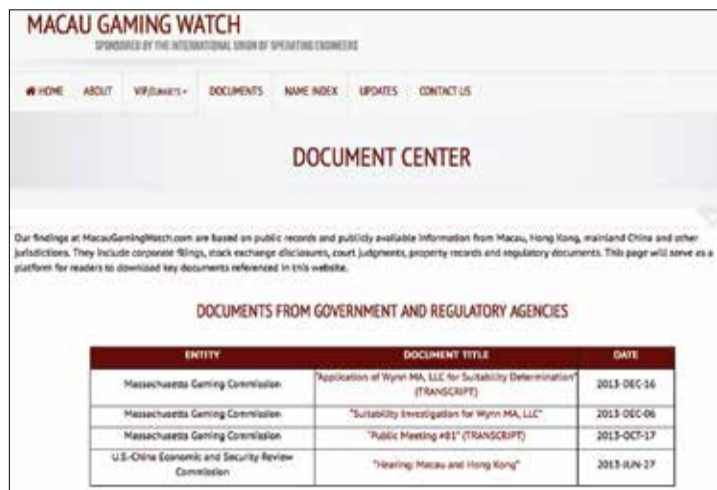 MACAU GAMING WATCH
SPONSORED BY THE INTERNATIONAL UNION OF OPERATING ENGINEERS
HOME ABOUT VIP/JUNKETS DOCUMENTS NAME INDEX UPDATES CONTACT US
DOCUMENT CENTER
Our findings at MacauGamingWatch.com are based on public records and publicly available information from Macau, Hong Kong, mainland China and other
jurisdictions. They include corporate filings, stock exchange disclosures, court judgments, property records and regulatory documents. This page will serve as a
platform for readers to download key documents referenced in this website.
DOCUMENTS FROM GOVERNMENT AND REGULATORY AGENCIES
ENTITY DOCUMENT TITLE DATE
Massachusetts Gaming Commission "Application of Wynn MA, LLC for Suitability Determination" (TRANSCRIPT) 2013-DEC-16
Massachusetts Gaming Commission "Suitability Investigation for Wynn MA, LLC" 2013-DEC-06
Massachusetts Gaming Commission "Public Meeting #81" (TRANSCRIPT) 2013-OCT-17
U.S.-China Economic and Security Review Commission "Hearing: Macau and Hong Kong" 2013-JUN-27